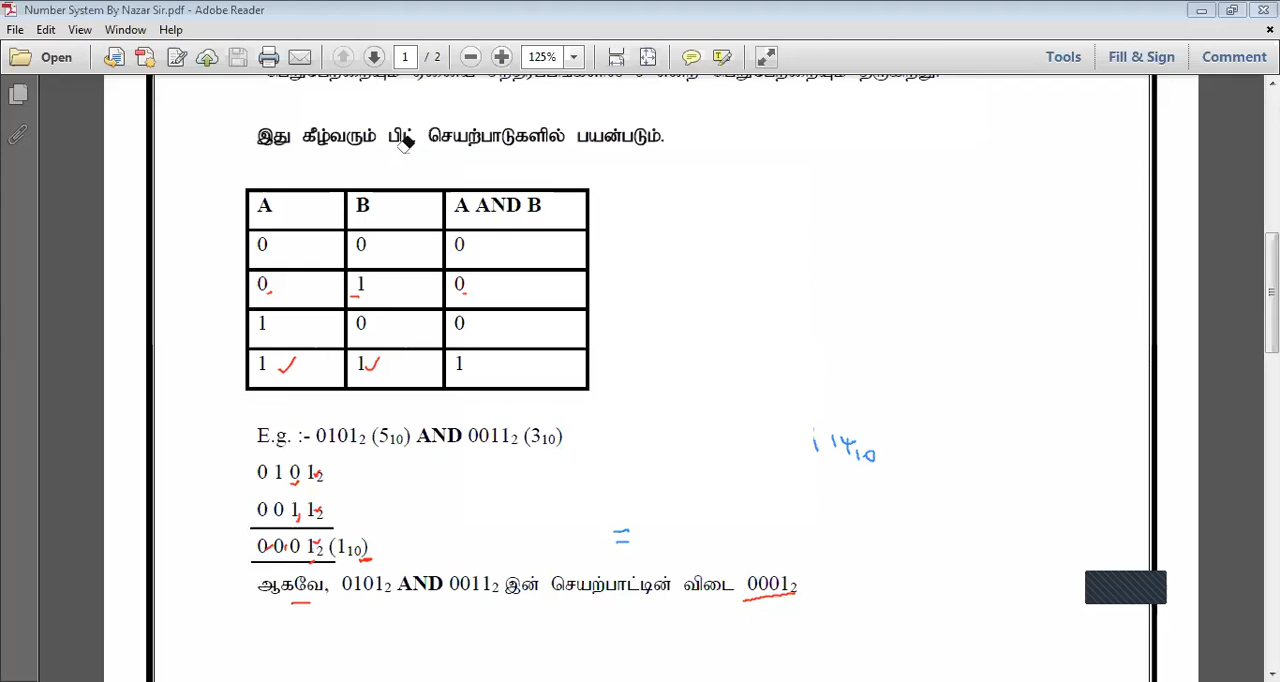 Number System By Nazar Sir.pdf - Adobe Reader
File Edit View Window Help
Open 1 / 2 125% Tools Fill & Sign Comment
இது கீழ்வரும் பிட் செயற்பாடுகளில் பயன்படும்.
A B A AND B
0 0 0
0 1 0
1 0 0
1 1 1
E.g. :- 0101₂ (5₁₀) AND 0011₂ (3₁₀)
14₁₀
0 1 0 1₂
0 0 1 1₂
0 0 0 1₂ (1₁₀)
=
ஆகவே, 0101₂ AND 0011₂ இன் செயற்பாட்டின் விடை 0001₂